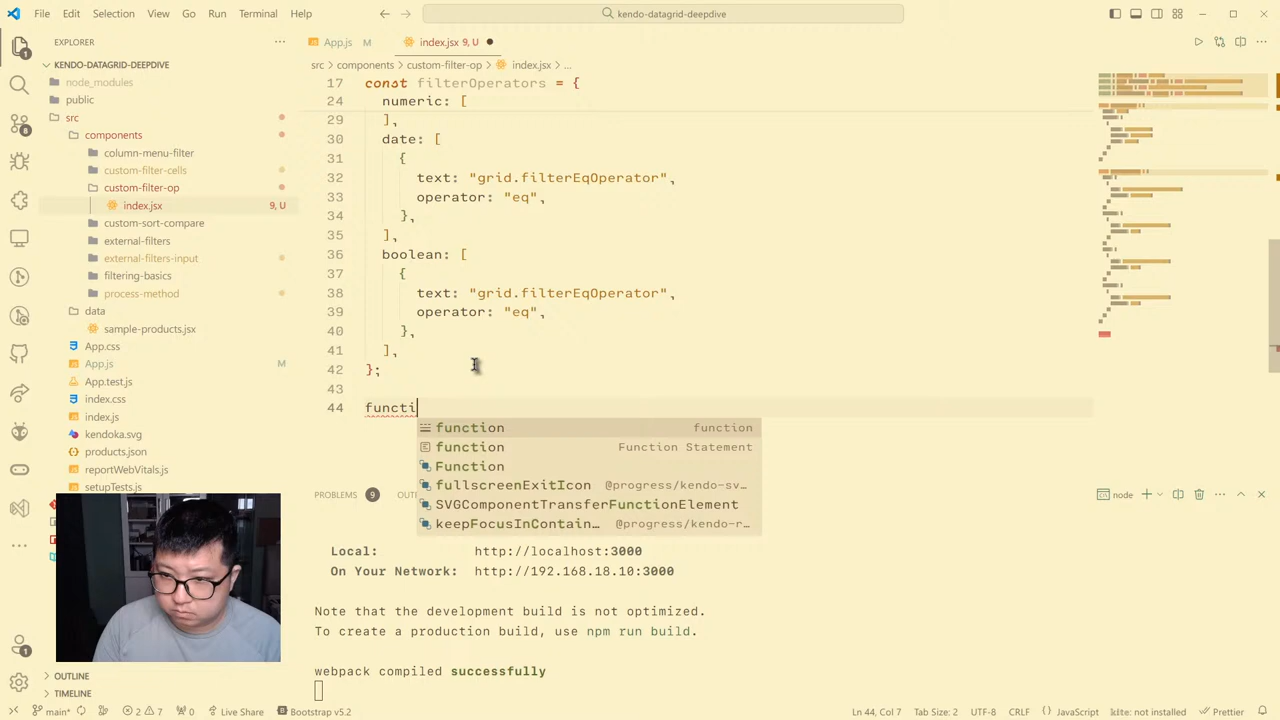 File Edit Selection View Go Run Terminal Help
kendo-datagrid-deepdive
EXPLORER
App.js M
index.jsx 9, U
src > components > custom-filter-op > index.jsx > ...
KENDO-DATAGRID-DEEPDIVE
node_modules
public
src
components
column-menu-filter
custom-filter-cells
custom-filter-op
index.jsx 9, U
custom-sort-compare
external-filters
external-filters-input
filtering-basics
process-method
data
sample-products.jsx
App.css
App.js M
App.test.js
index.css
index.js
kendoka.svg
products.json
reportWebVitals.js
setupTests.js
OUTLINE
TIMELINE
17 const filterOperators = {
24 numeric: [
29 ],
30 date: [
31 {
32 text: "grid.filterEqOperator",
33 operator: "eq",
34 },
35 ],
36 boolean: [
37 {
38 text: "grid.filterEqOperator",
39 operator: "eq",
40 },
41 ],
42 };
43
44 functi
function function
function Function Statement
Function
fullscreenExitIcon @progress/kendo-sv…
SVGComponentTransferFunctionElement
keepFocusInContain… @progress/kendo-r…
PROBLEMS 9 OUT
node
Local: http://localhost:3000
On Your Network: http://192.168.18.10:3000
Note that the development build is not optimized.
To create a production build, use npm run build.
webpack compiled successfully
main* 2 7 0 Live Share Bootstrap v5.2 Ln 44, Col 7 Tab Size: 2 UTF-8 CRLF JavaScript kite: not installed Prettier